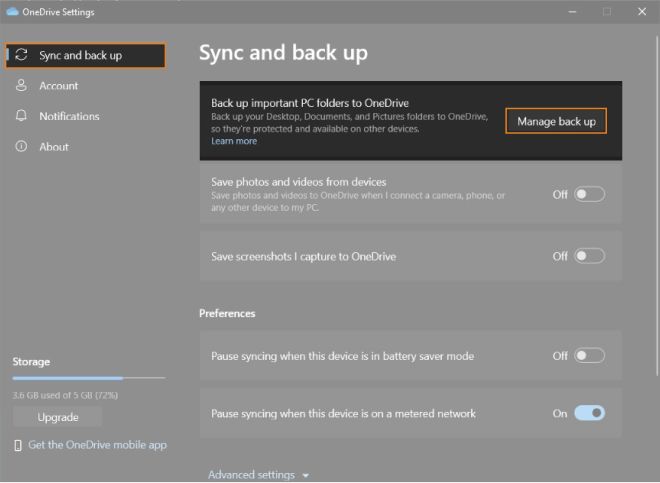 OneDrive Settings
Sync and back up
Account
Notifications
About
Storage
3.6 GB used of 5 GB (72%)
Upgrade
Get the OneDrive mobile app
Sync and back up
Back up important PC folders to OneDrive
Back up your Desktop, Documents, and Pictures folders to OneDrive,
so they're protected and available on other devices.
Learn more
Manage back up
Save photos and videos from devices
Save photos and videos to OneDrive when I connect a camera, phone, or
any other device to my PC.
Off
Save screenshots I capture to OneDrive
Off
Preferences
Pause syncing when this device is in battery saver mode
Off
Pause syncing when this device is on a metered network
On
Advanced settings